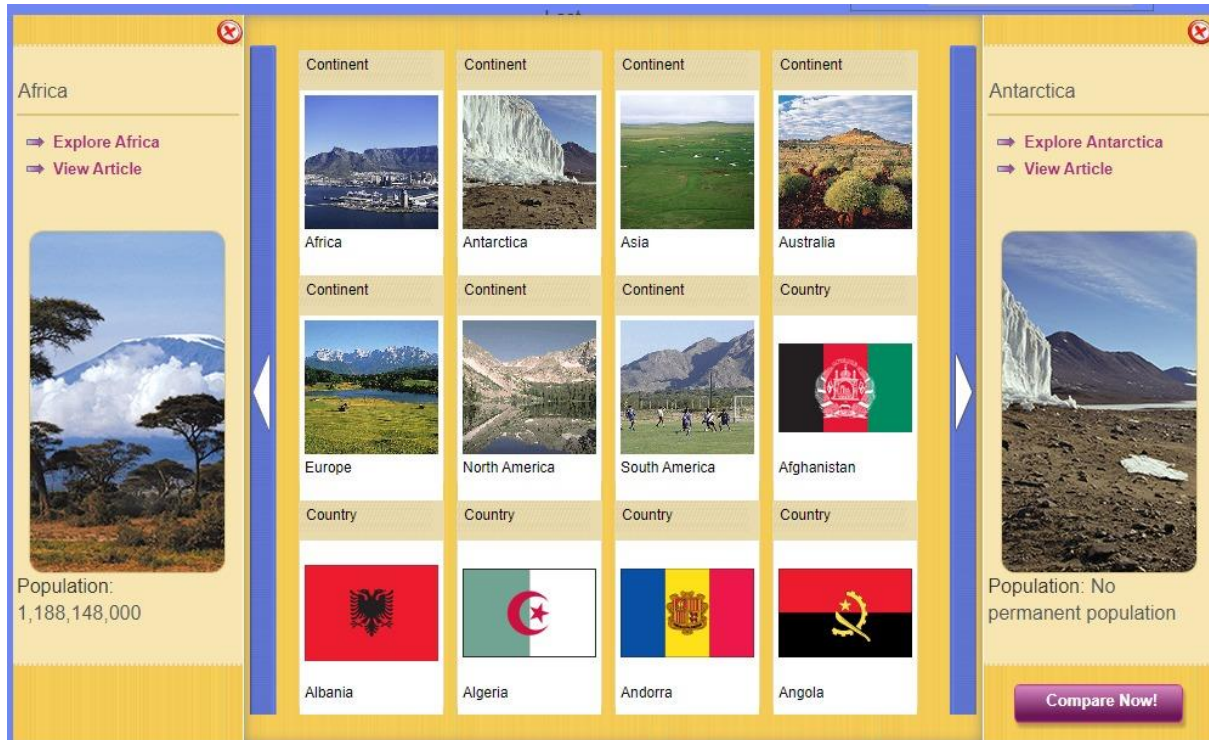 Africa
Explore Africa
View Article
Population:
1,188,148,000
Continent
Continent
Continent
Continent
Africa
Antarctica
Asia
Australia
Continent
Continent
Continent
Country
Europe
North America
South America
Afghanistan
Country
Country
Country
Country
Albania
Algeria
Andorra
Angola
Antarctica
Explore Antarctica
View Article
Population: No
permanent population
Compare Now!